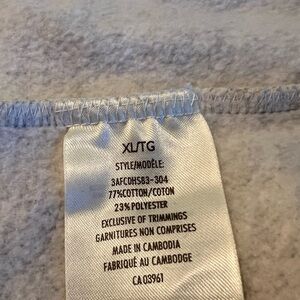 XL/TG
STYLE/MODÈLE:
3AFCDH583-304
77%COTTON/COTON
23%POLYESTER
EXCLUSIVE OF TRIMMINGS
GARNITURES NON COMPRISES
MADE IN CAMBODIA
FABRIQUÉ AU CAMBODGE
CA 03961